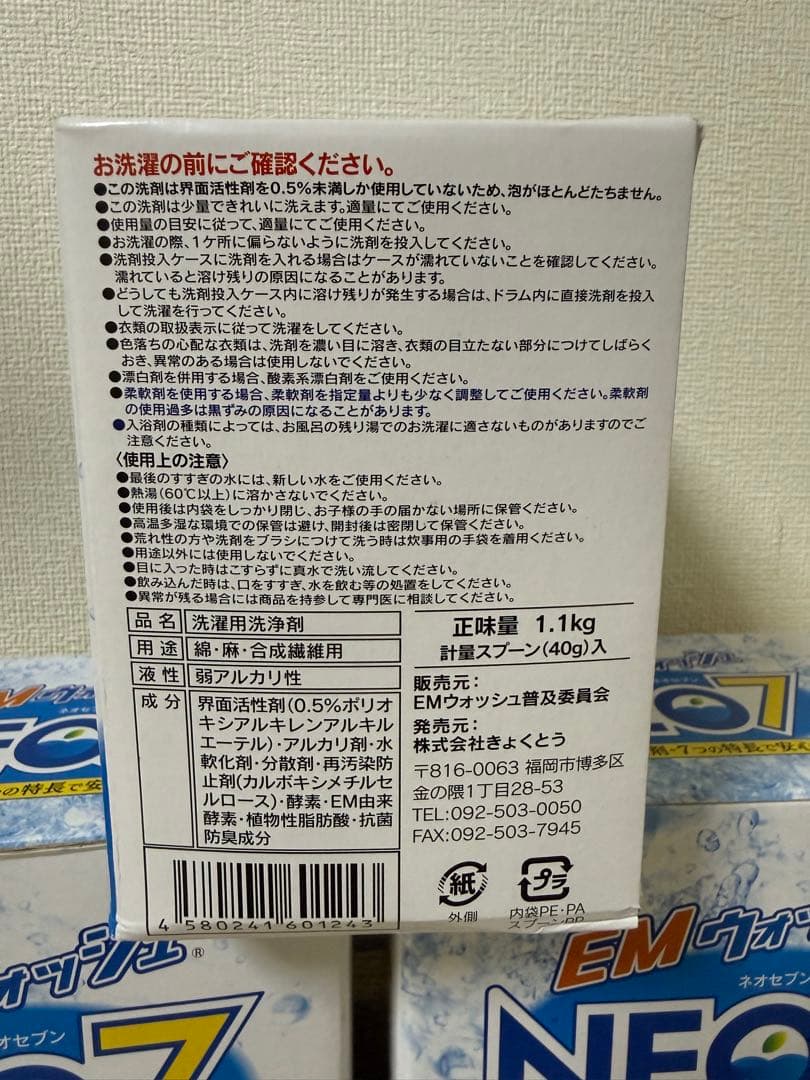 お洗濯の前にご確認ください。
●この洗剤は界面活性剤を0.5%未満しか使用していないため、泡がほとんどたちません。
●この洗剤は少量できれいに洗えます。適量にてご使用ください。
●使用量の目安に従って、適量にてご使用ください。
●お洗濯の際、1ケ所に偏らないように洗剤を投入してください。
●洗剤投入ケースに洗剤を入れる場合はケースが濡れていないことを確認してください。
濡れていると溶け残りの原因になることがあります。
●どうしても洗剤投入ケース内に溶け残りが発生する場合は、ドラム内に直接洗剤を投入
して洗濯を行ってください。
●衣類の取扱表示に従って洗濯をしてください。
●色落ちの心配な衣類は、洗剤を濃い目に溶き、衣類の目立たない部分につけてしばらく
おき、異常のある場合は使用しないでください。
●漂白剤を併用する場合、酸素系漂白剤をご使用ください。
●柔軟剤を使用する場合、柔軟剤を指定量よりも少なく調整してご使用ください。柔軟剤
の使用過多は黒ずみの原因になることがあります。
●入浴剤の種類によっては、お風呂の残り湯でのお洗濯に適さないものがありますのでご
注意ください。
〈使用上の注意〉
●最後のすすぎの水には、新しい水をご使用ください。
●熱湯(60℃以上)に溶かさないでください。
●使用後は内袋をしっかり閉じ、お子様の手の届かない場所に保管ください。
●高温多湿な環境での保管は避け、開封後は密閉して保管ください。
●荒れ性の方や洗剤をブラシにつけて洗う時は炊事用の手袋を着用ください。
●用途以外には使用しないでください。
●目に入った時はこすらずに真水で洗い流してください。
●飲み込んだ時は、口をすすぎ、水を飲む等の処置をしてください。
●異常が残る場合には商品を持参して専門医に相談してください。
品名 洗濯用洗浄剤
用途 綿・麻・合成繊維用
液性 弱アルカリ性
成分 界面活性剤(0.5%ポリオ
キシアルキレンアルキル
エーテル)・アルカリ剤・水
軟化剤・分散剤・再汚染防
止剤(カルボキシメチルセ
ルロース)・酵素・EM由来
酵素・植物性脂肪酸・抗菌
防臭成分
正味量 1.1kg
計量スプーン(40g)入
販売元:
EMウォッシュ普及委員会
発売元:
株式会社きょくとう
〒816-0063 福岡市博多区
金の隈1丁目28-53
TEL:092-503-0050
FAX:092-503-7945
4 580241 601243
紙
外側
プラ
内袋PE・PA
スプーンPP
EMウォッシュ
ネオセブン
NEO
の特長で安
O7
剤・7つの特長で安
ォッシュ®
オセブン
O7
EMウォッ
ネオセブン
NEO